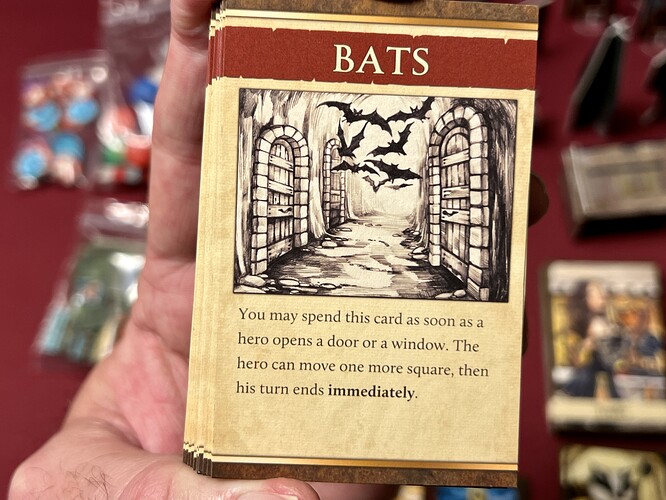 BATS
You may spend this card as soon as a
hero opens a door or a window. The
hero can move one more square, then
his turn ends immediately.